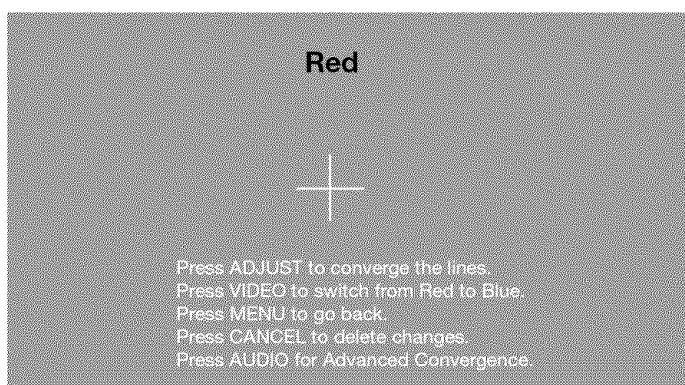 Red
Press ADJUST to converge the lines.
Press VIDEO to switch from Red to Blue.
Press MENU to go back.
Press CANCEL to delete changes.
Press AUDIO for Advanced Convergence.